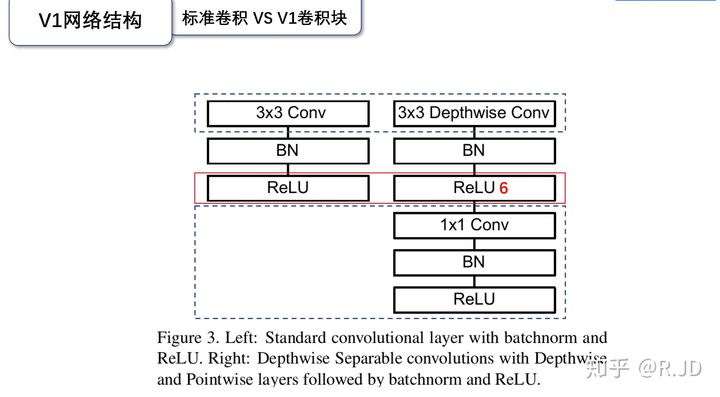 V1网络结构
标准卷积 VS V1卷积块
3x3 Conv
BN
ReLU
3x3 Depthwise Conv
BN
ReLU 6
1x1 Conv
BN
ReLU
Figure 3. Left: Standard convolutional layer with batchnorm and
ReLU. Right: Depthwise Separable convolutions with Depthwise
and Pointwise layers followed by batchnorm and ReLU.
知乎 @R.JD